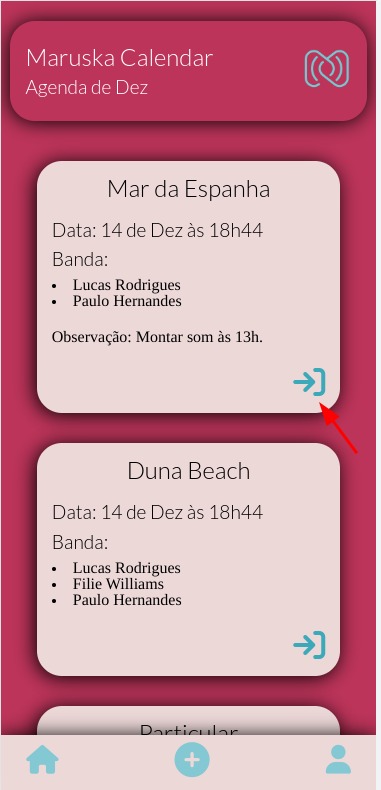 Maruska Calendar
Agenda de Dez
Mar da Espanha
Data: 14 de Dez às 18h44
Banda:
• Lucas Rodrigues
• Paulo Hernandes
Observação: Montar som às 13h.
Duna Beach
Data: 14 de Dez às 18h44
Banda:
• Lucas Rodrigues
• Filie Williams
• Paulo Hernandes
Particular